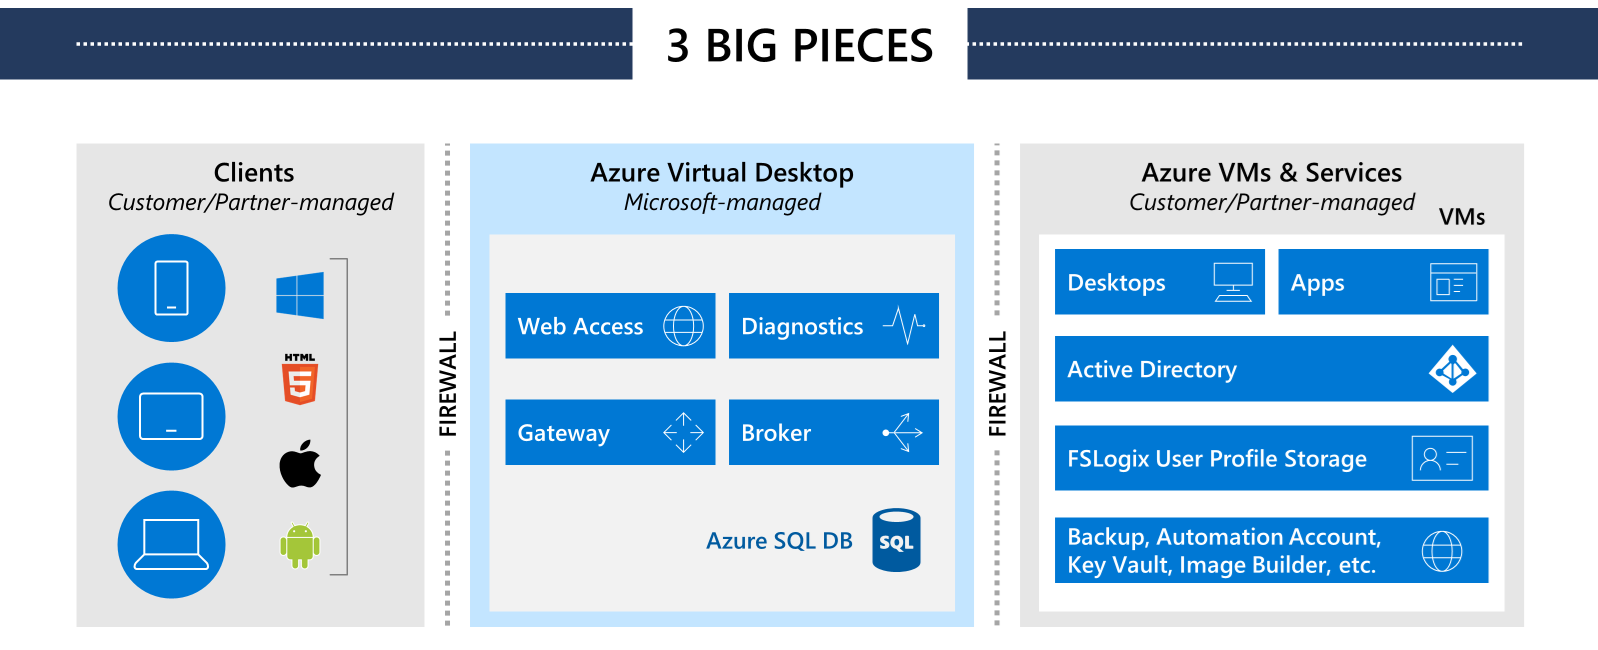 3 BIG PIECES
Clients
Customer/Partner-managed
HTML
5
FIREWALL
Azure Virtual Desktop
Microsoft-managed
Web Access
Diagnostics
Gateway
Broker
Azure SQL DB
SQL
FIREWALL
Azure VMs & Services
Customer/Partner-managed
VMs
Desktops
Apps
Active Directory
FSLogix User Profile Storage
Backup, Automation Account,
Key Vault, Image Builder, etc.